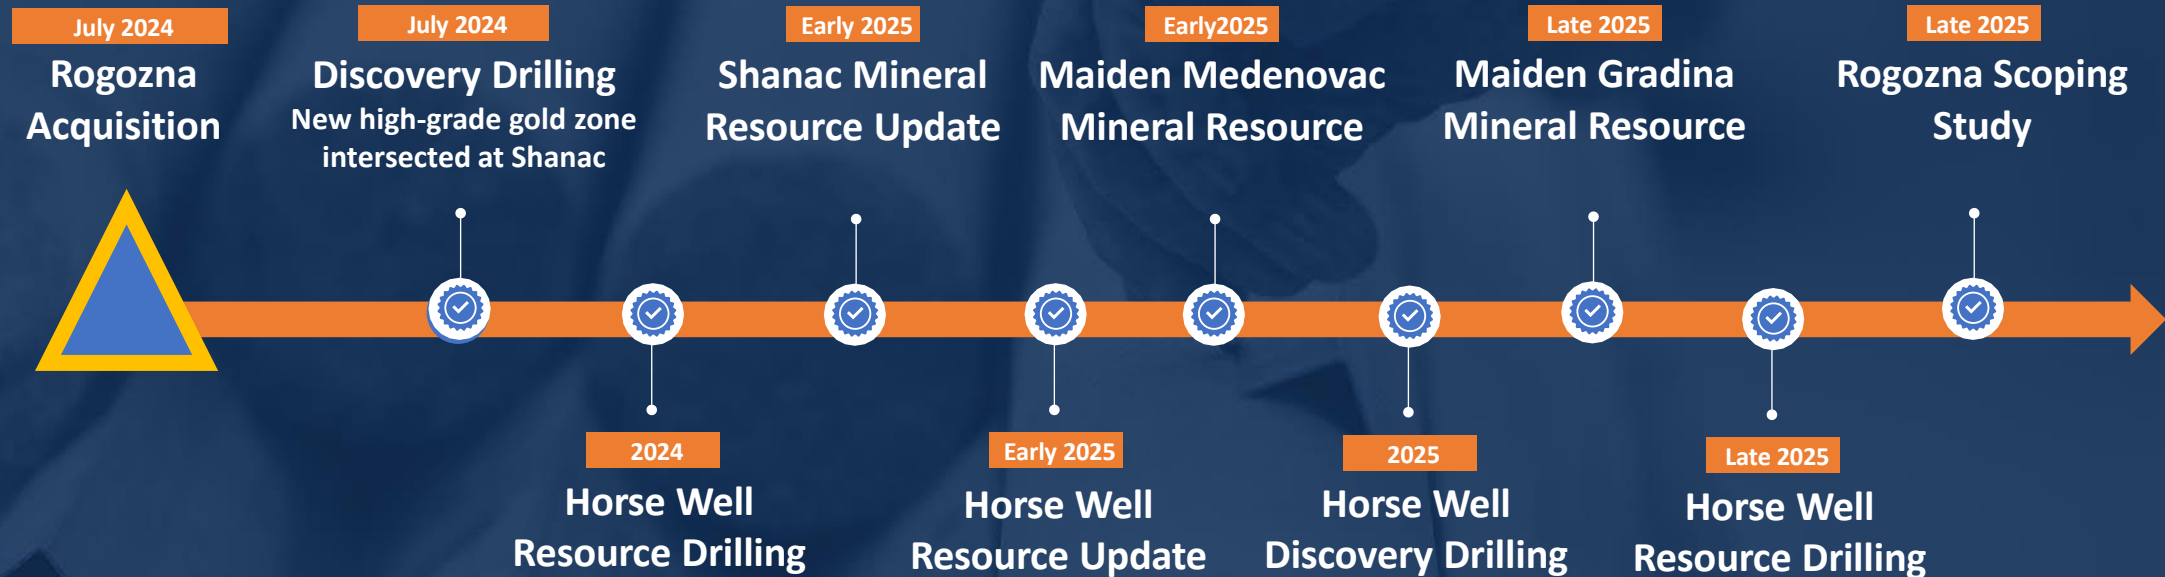 July 2024
Rogozna
Acquisition
July 2024
Discovery Drilling
New high-grade gold zone
intersected at Shanac
Early 2025
Shanac Mineral
Resource Update
Early2025
Maiden Medenovac
Mineral Resource
Late 2025
Maiden Gradina
Mineral Resource
Late 2025
Rogozna Scoping
Study
2024
Horse Well
Resource Drilling
Early 2025
Horse Well
Resource Update
2025
Horse Well
Discovery Drilling
Late 2025
Horse Well
Resource Drilling